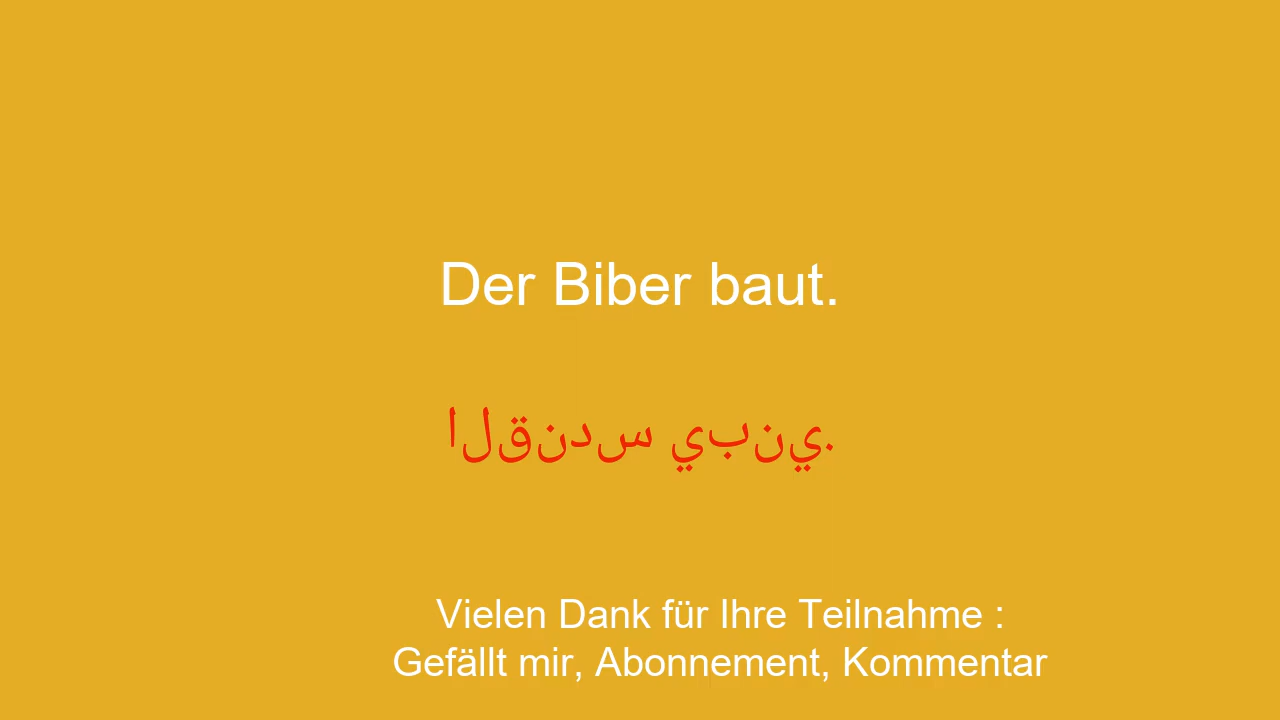 Der Biber baut.
القندس يبني.
Vielen Dank für Ihre Teilnahme :
Gefällt mir, Abonnement, Kommentar